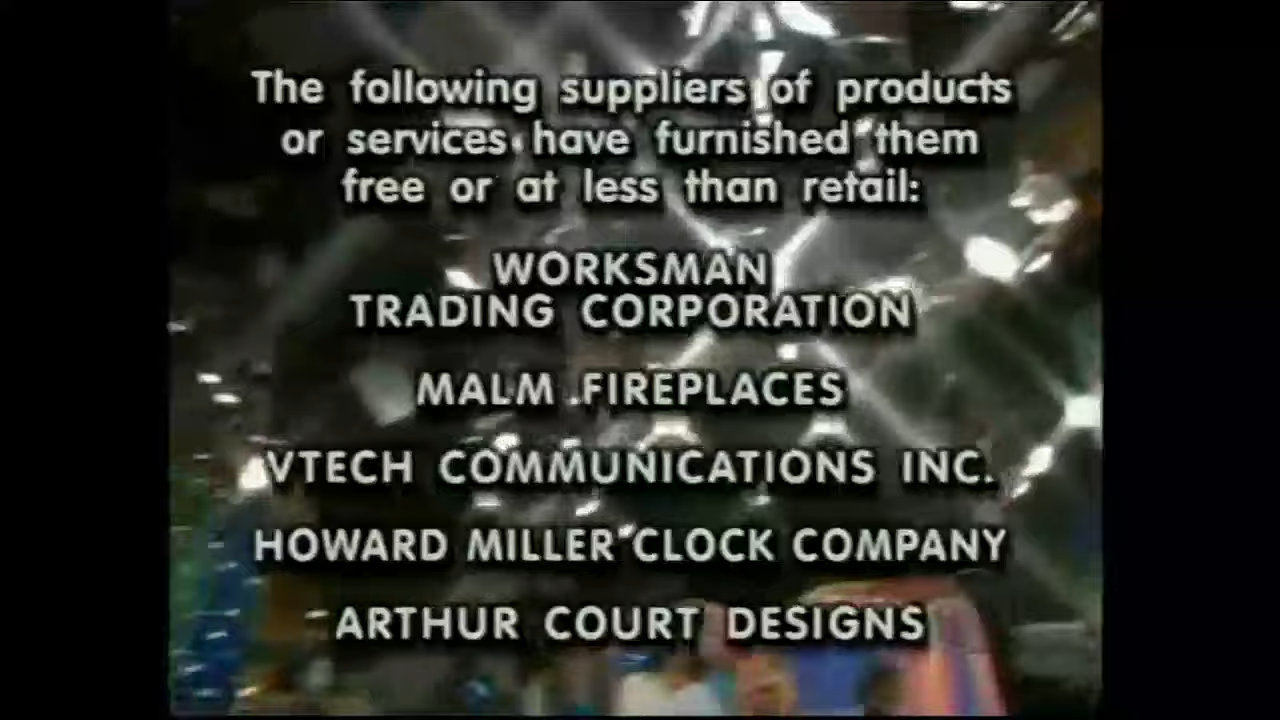 The following suppliers of products
or services have furnished them
free or at less than retail:
WORKSMAN
TRADING CORPORATION
MALM FIREPLACES
VTECH COMMUNICATIONS INC.
HOWARD MILLER CLOCK COMPANY
ARTHUR COURT DESIGNS